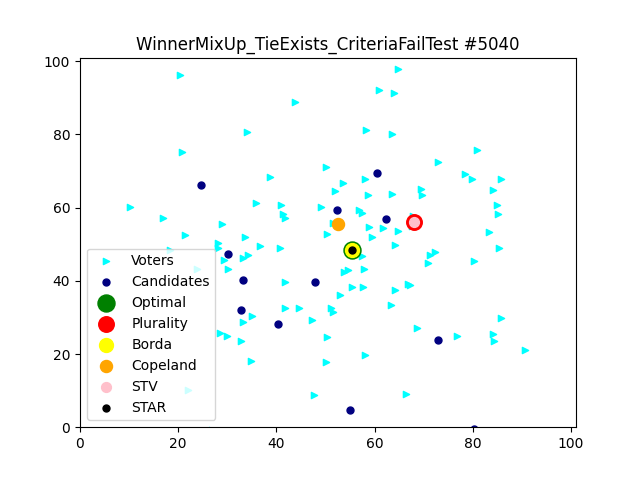 WinnerMixUp_TieExists_CriteriaFailTest #5040
100
80
60
40
20
0
Voters
Candidates
Optimal
Plurality
Borda
Copeland
STV
STAR
0 20 40 60 80 100